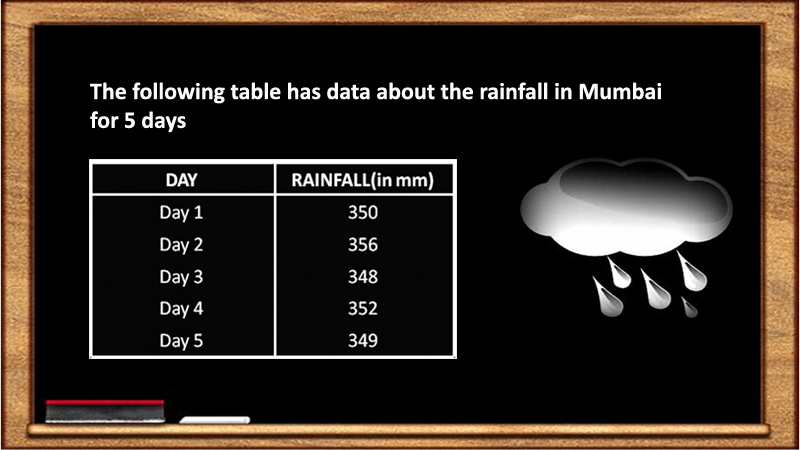 The following table has data about the rainfall in Mumbai
for 5 days
DAY RAINFALL(in mm)
Day 1 350
Day 2 356
Day 3 348
Day 4 352
Day 5 349